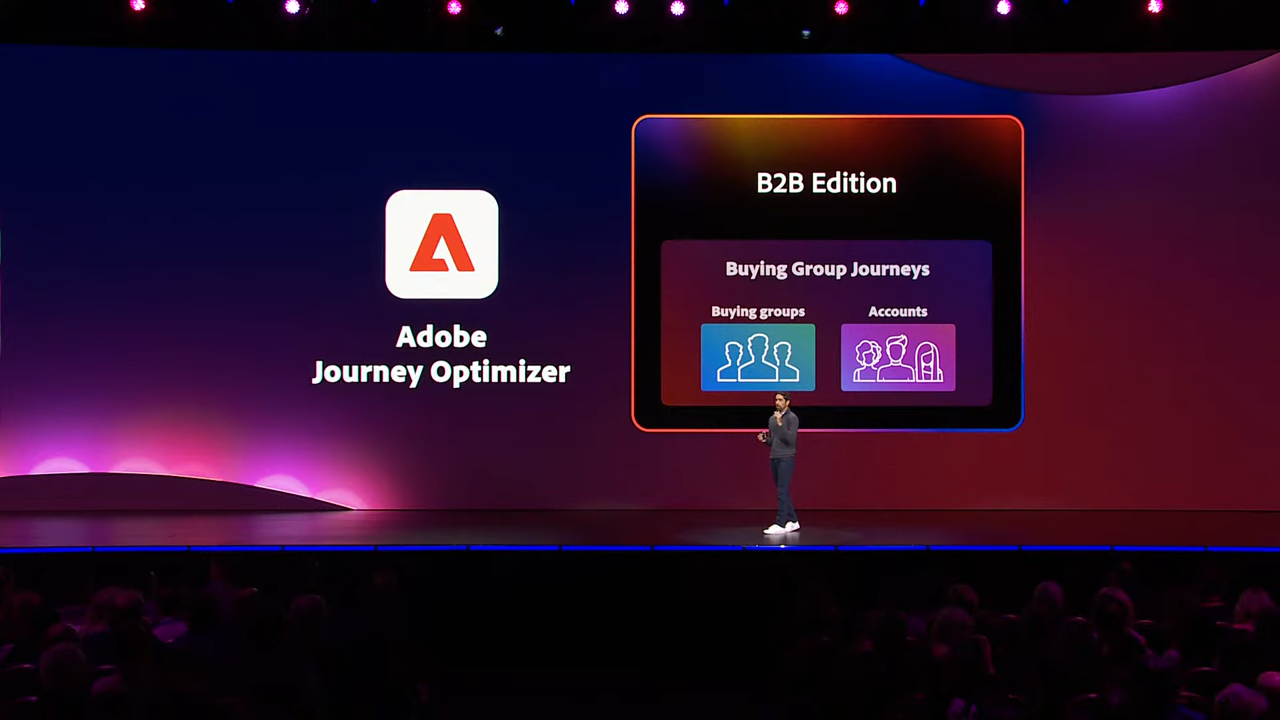 Adobe
Journey Optimizer
B2B Edition
Buying Group Journeys
Buying groups
Accounts